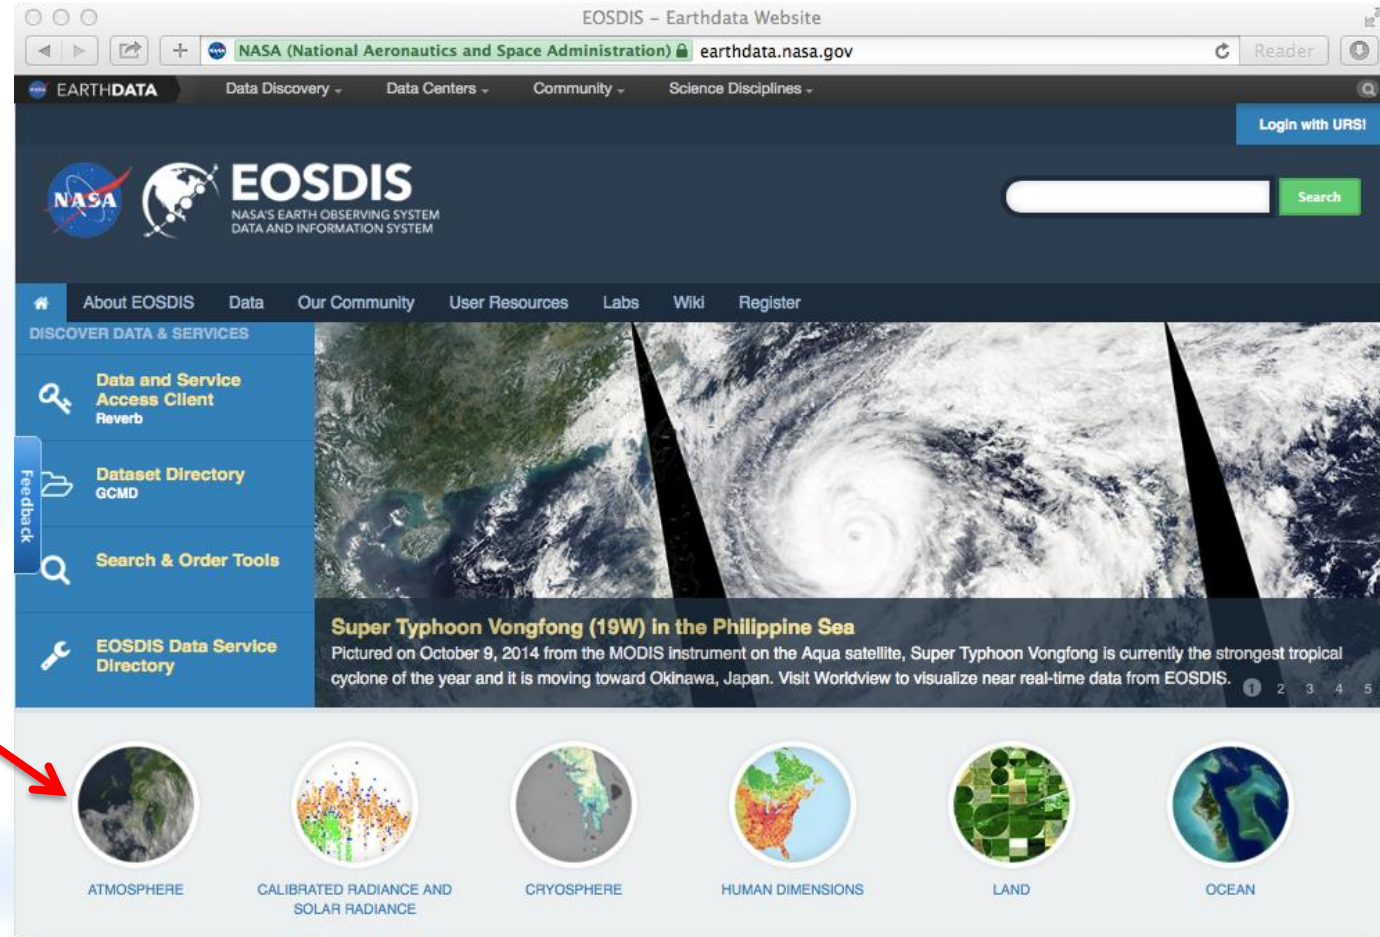 EOSDIS – Earthdata Website
NASA (National Aeronautics and Space Administration) earthdata.nasa.gov
Reader
EARTHDATA
Data Discovery
Data Centers
Community
Science Disciplines
Login with URS!
NASA
EOSDIS
NASA'S EARTH OBSERVING SYSTEM
DATA AND INFORMATION SYSTEM
Search
About EOSDIS
Data
Our Community
User Resources
Labs
Wiki
Register
DISCOVER DATA & SERVICES
Data and Service
Access Client
Reverb
Dataset Directory
GCMD
Search & Order Tools
EOSDIS Data Service
Directory
Feedback
Super Typhoon Vongfong (19W) in the Philippine Sea
Pictured on October 9, 2014 from the MODIS instrument on the Aqua satellite, Super Typhoon Vongfong is currently the strongest tropical
cyclone of the year and it is moving toward Okinawa, Japan. Visit Worldview to visualize near real-time data from EOSDIS.
1 2 3 4 5
ATMOSPHERE
CALIBRATED RADIANCE AND
SOLAR RADIANCE
CRYOSPHERE
HUMAN DIMENSIONS
LAND
OCEAN